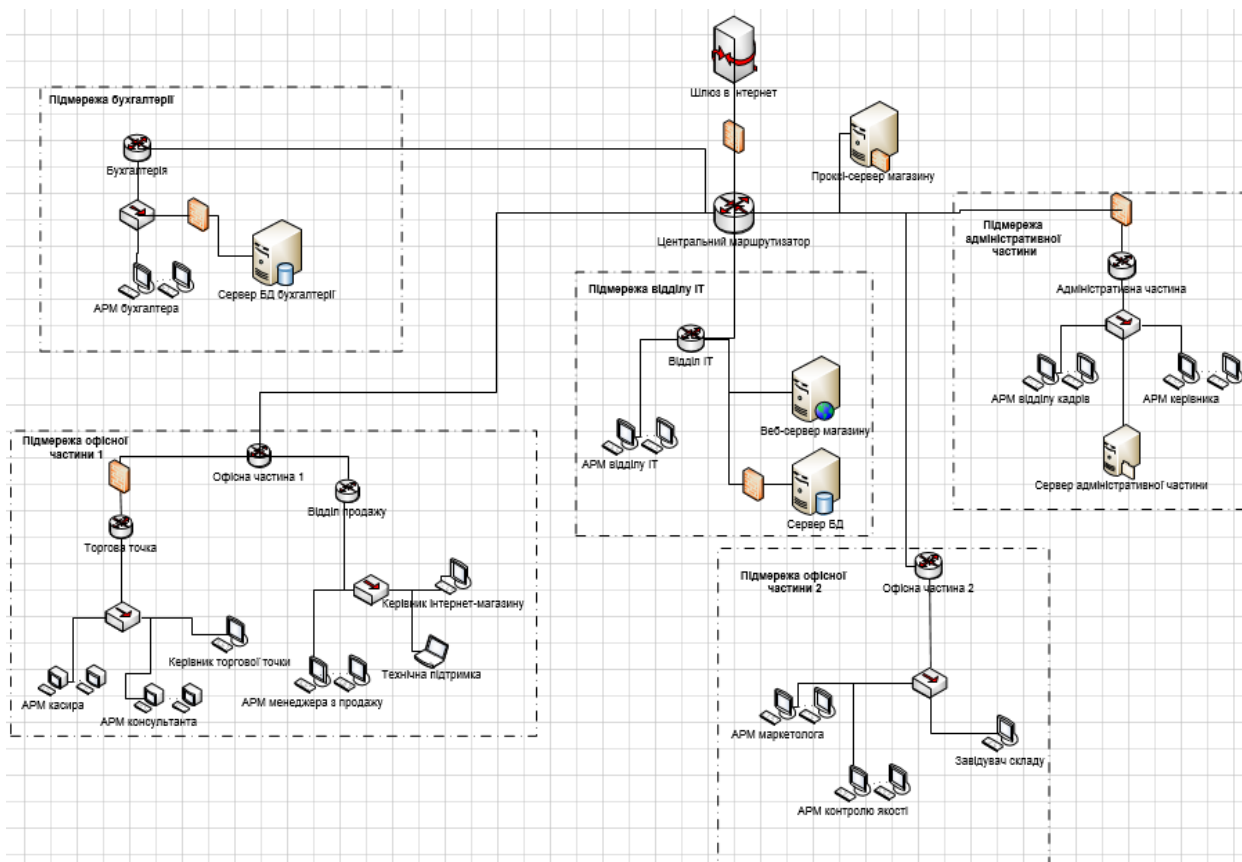 Шлюз в інтернет
Підмережа бухгалтерії
Бухгалтерія
Проксі-сервер магазину
АРМ бухгалтера
Сервер БД бухгалтерії
Центральний маршрутизатор
Підмережа
адміністративної
частини
Адміністративна частина
АРМ відділу кадрів
АРМ керівника
Сервер адміністративної частини
Підмережа відділу ІТ
Відділ ІТ
Веб-сервер магазину
АРМ відділу ІТ
Сервер БД
Підмережа офісної
частини 1
Офісна частина 1
Відділ продажу
Торгова точка
Керівник інтернет-магазину
Керівник торгової точки
Технічна підтримка
АРМ касира
АРМ консультанта
АРМ менеджера з продажу
Підмережа офісної
частини 2
Офісна частина 2
АРМ маркетолога
Завідувач складу
АРМ контролю якості